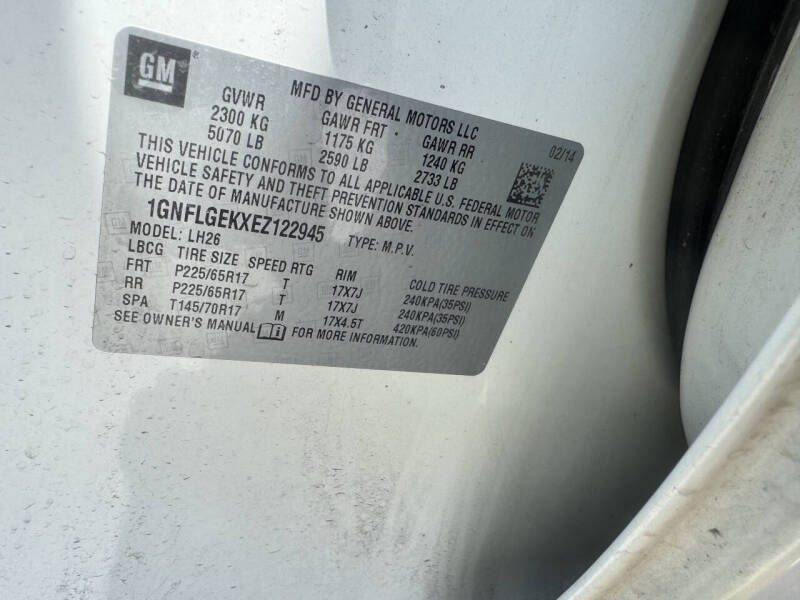 GM
MFD BY GENERAL MOTORS LLC
GVWR GAWR FRT GAWR RR
2300 KG 1175 KG 1240 KG 02/14
5070 LB 2590 LB 2733 LB
THIS VEHICLE CONFORMS TO ALL APPLICABLE U.S. FEDERAL MOTOR
VEHICLE SAFETY AND THEFT PREVENTION STANDARDS IN EFFECT ON
THE DATE OF MANUFACTURE SHOWN ABOVE.
1GNFLGEKXEZ122945 TYPE: M.P.V.
MODEL: LH26
LBCG TIRE SIZE SPEED RTG RIM COLD TIRE PRESSURE
FRT P225/65R17 T 17X7J 240KPA(35PSI)
RR P225/65R17 T 17X7J 240KPA(35PSI)
SPA T145/70R17 M 17X4.5T 420KPA(60PSI)
SEE OWNER'S MANUAL FOR MORE INFORMATION.